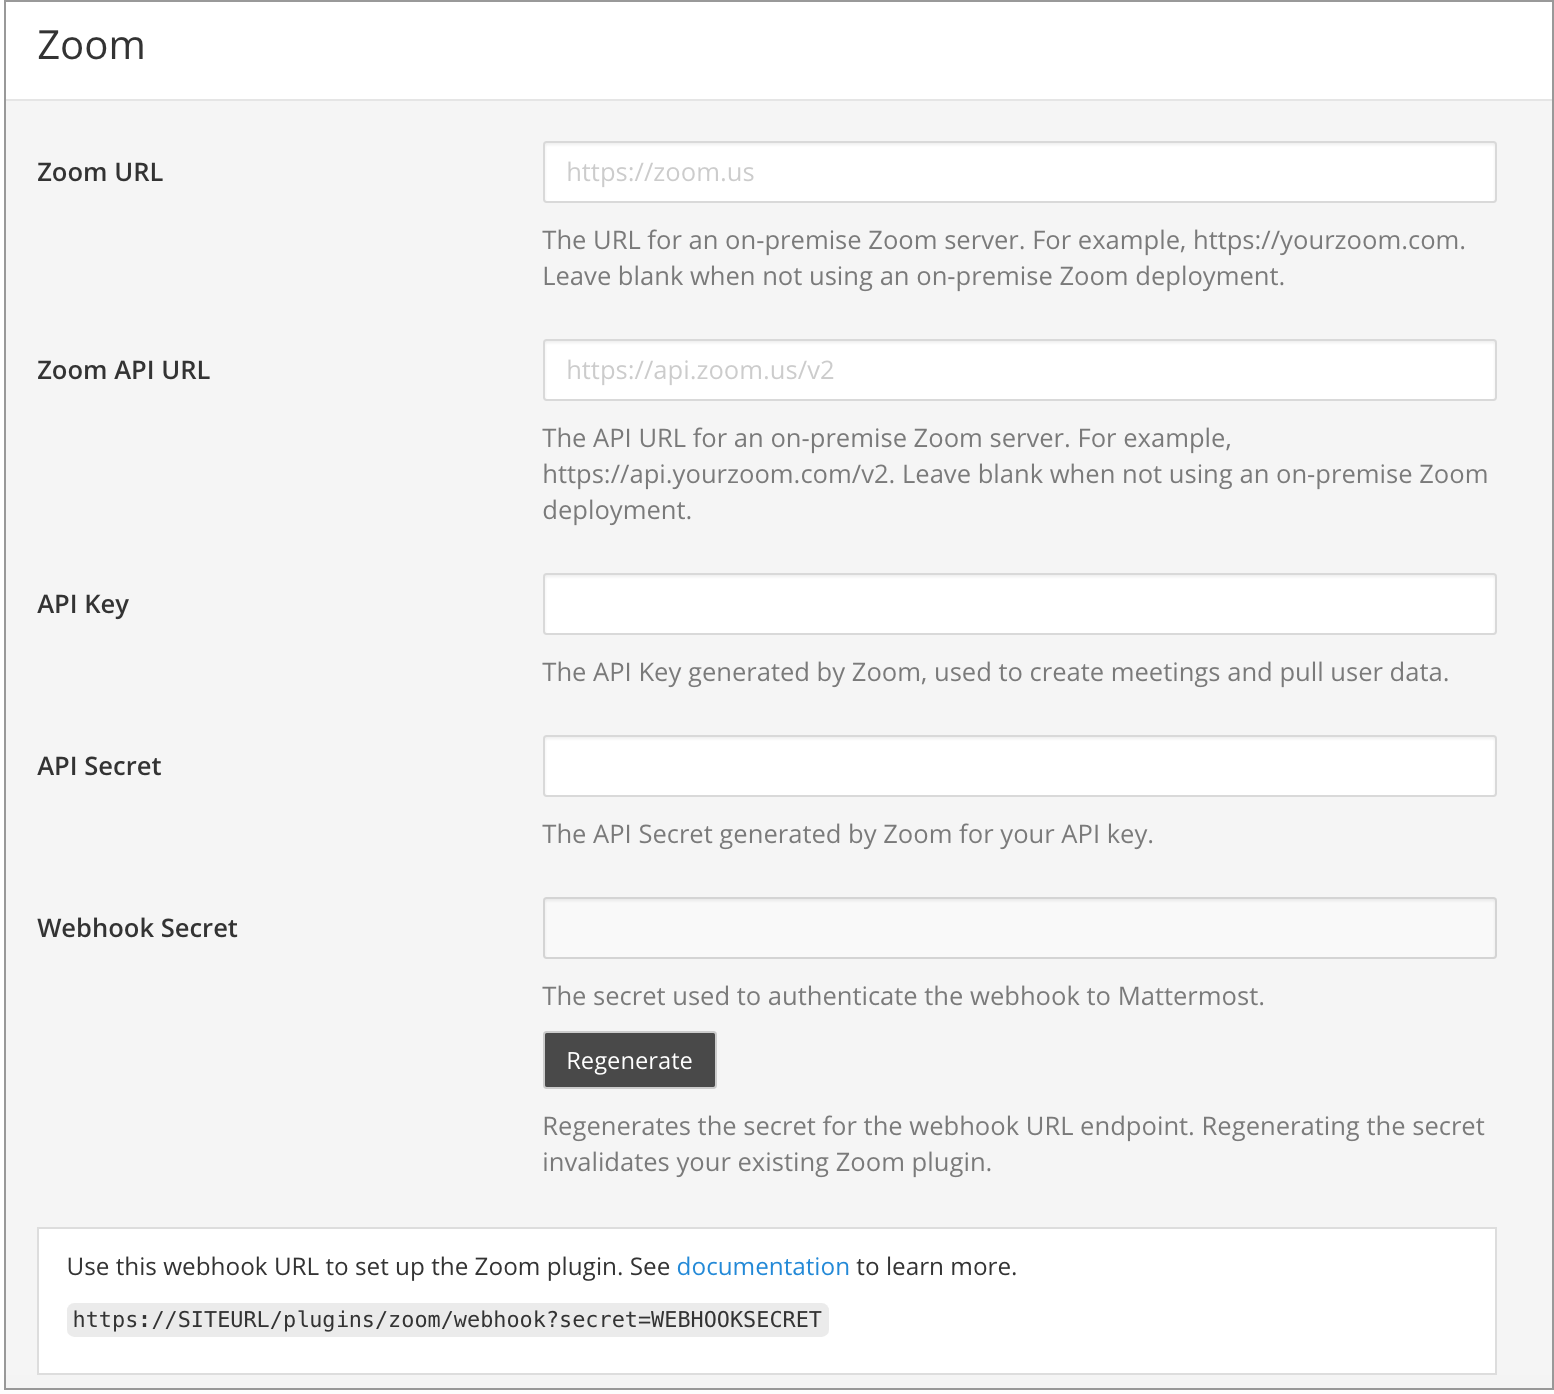 Zoom
Zoom URL
https://zoom.us
The URL for an on-premise Zoom server. For example, https://yourzoom.com.
Leave blank when not using an on-premise Zoom deployment.
Zoom API URL
https://api.zoom.us/v2
The API URL for an on-premise Zoom server. For example,
https://api.yourzoom.com/v2. Leave blank when not using an on-premise Zoom
deployment.
API Key
The API Key generated by Zoom, used to create meetings and pull user data.
API Secret
The API Secret generated by Zoom for your API key.
Webhook Secret
The secret used to authenticate the webhook to Mattermost.
Regenerate
Regenerates the secret for the webhook URL endpoint. Regenerating the secret
invalidates your existing Zoom plugin.
Use this webhook URL to set up the Zoom plugin. See documentation to learn more.
https://SITEURL/plugins/zoom/webhook?secret=WEBHOOKSECRET